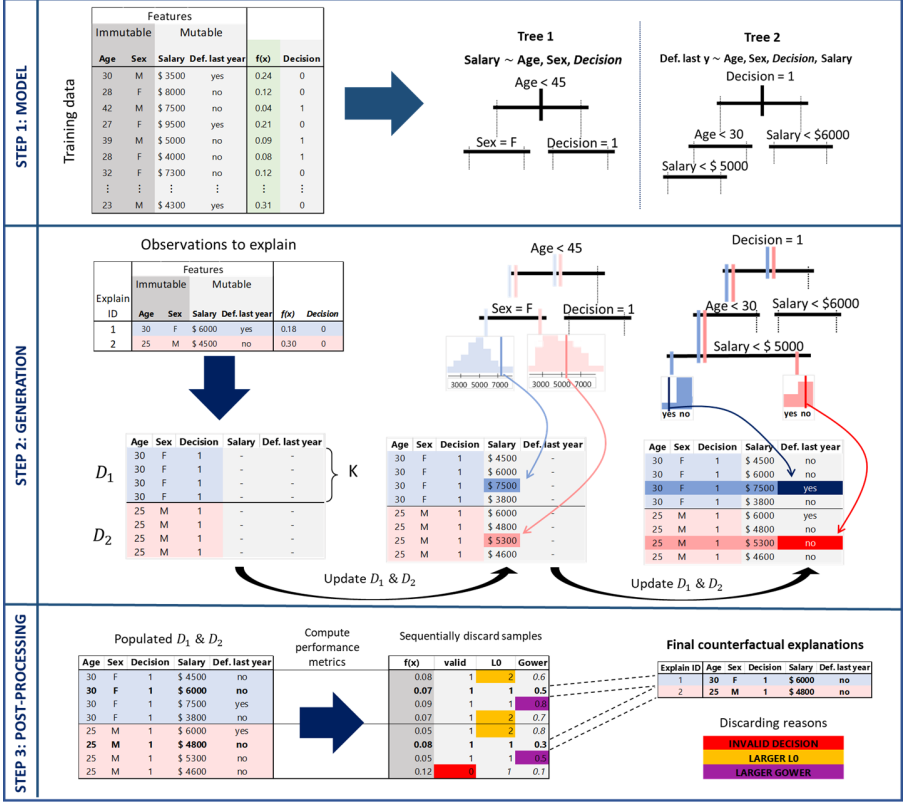 STEP 1: MODEL
Training data
Features
Immutable Mutable
Age Sex Salary Def. last year f(x) Decision
30 M $ 3500 yes 0.24 0
28 F $ 8000 no 0.12 0
42 M $ 7500 no 0.04 1
27 F $ 9500 yes 0.21 0
39 M $ 5000 no 0.09 1
28 F $ 4000 no 0.08 1
32 F $ 7300 no 0.12 0
⋮ ⋮ ⋮ ⋮ ⋮ ⋮
23 M $ 4300 yes 0.31 0
Tree 1
Salary ~ Age, Sex, Decision
Age < 45
Sex = F Decision = 1
Tree 2
Def. last y ~ Age, Sex, Decision, Salary
Decision = 1
Age < 30 Salary < $6000
Salary < $ 5000
STEP 2: GENERATION
Observations to explain
Features
Immutable Mutable
Explain
ID Age Sex Salary Def. last year f(x) Decision
1 30 F $ 6000 yes 0.18 0
2 25 M $ 4500 no 0.30 0
Age Sex Decision Salary Def. last year
30 F 1 - -
30 F 1 - -
30 F 1 - -
30 F 1 - -
25 M 1 - -
25 M 1 - -
25 M 1 - -
25 M 1 - -
D1
D2
K
Update D1 & D2
Age < 45
Sex = F Decision = 1
3000 5000 7000 3000 5000 7000
Age Sex Decision Salary Def. last year
30 F 1 $ 4500 -
30 F 1 $ 6000 -
30 F 1 $ 7500 -
30 F 1 $ 3800 -
25 M 1 $ 6000 -
25 M 1 $ 4800 -
25 M 1 $ 5300 -
25 M 1 $ 4600 -
Update D1 & D2
Decision = 1
Age < 30 Salary < $6000
Salary < $ 5000
yes no yes no
Age Sex Decision Salary Def. last year
30 F 1 $ 4500 no
30 F 1 $ 6000 no
30 F 1 $ 7500 yes
30 F 1 $ 3800 no
25 M 1 $ 6000 yes
25 M 1 $ 4800 no
25 M 1 $ 5300 no
25 M 1 $ 4600 no
STEP 3: POST-PROCESSING
Populated D1 & D2
Age Sex Decision Salary Def. last year
30 F 1 $ 4500 no
30 F 1 $ 6000 no
30 F 1 $ 7500 yes
30 F 1 $ 3800 no
25 M 1 $ 6000 yes
25 M 1 $ 4800 no
25 M 1 $ 5300 no
25 M 1 $ 4600 no
Compute
performance
metrics
Sequentially discard samples
f(x) valid L0 Gower
0.08 1 2 0.6
0.07 1 1 0.5
0.09 1 1 0.8
0.07 1 2 0.7
0.05 1 2 0.8
0.08 1 1 0.3
0.05 1 1 0.5
0.12 0 1 0.1
Final counterfactual explanations
Explain ID Age Sex Decision Salary Def. last year
1 30 F 1 $ 6000 no
2 25 M 1 $ 4800 no
Discarding reasons
INVALID DECISION
LARGER L0
LARGER GOWER